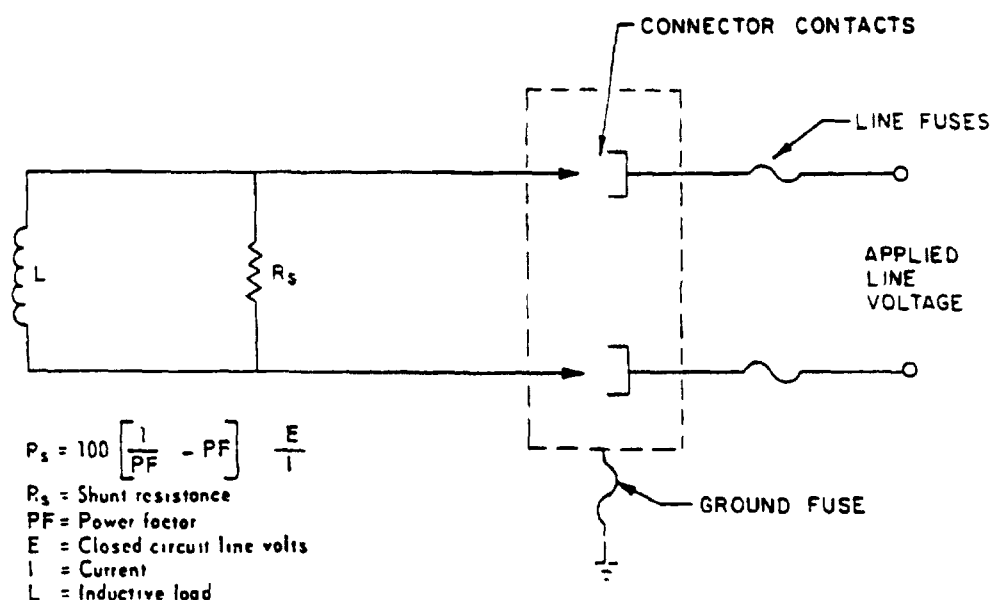 CONNECTOR CONTACTS
LINE FUSES
L
Rs
APPLIED
LINE
VOLTAGE
Rs = 100 [1/PF - PF] E/I
Rs = Shunt resistance
PF = Power factor
E = Closed circuit line volts
I = Current
L = Inductive load
GROUND FUSE